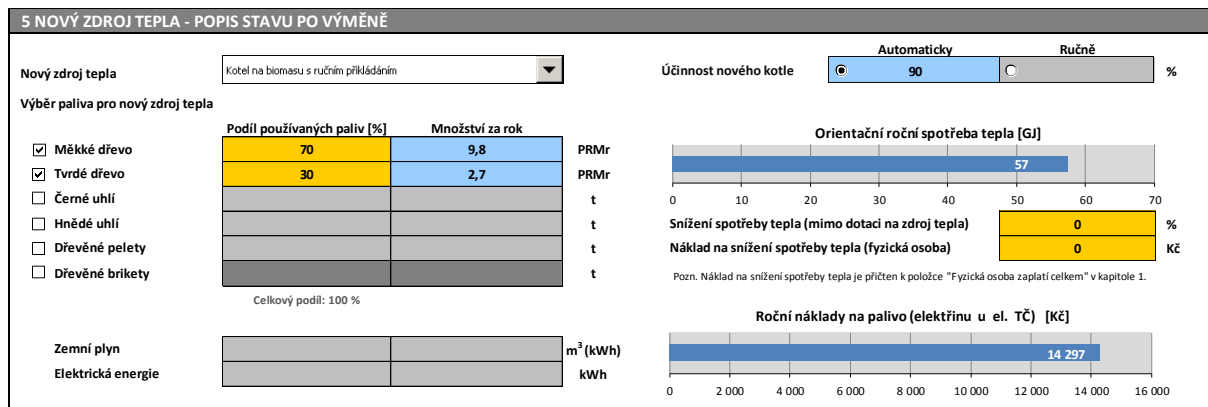 5 NOVÝ ZDROJ TEPLA - POPIS STAVU PO VÝMĚNĚ
Automaticky Ručně
Nový zdroj tepla Kotel na biomasu s ručním přikládáním Účinnost nového kotle 90 %
Výběr paliva pro nový zdroj tepla
Podíl používaných paliv [%] Množství za rok
Měkké dřevo 70 9,8 PRMr
Tvrdé dřevo 30 2,7 PRMr
Černé uhlí t
Hnědé uhlí t
Dřevěné pelety t
Dřevěné brikety t
Celkový podíl: 100 %
Zemní plyn m³ (kWh)
Elektrická energie kWh
Orientační roční spotřeba tepla [GJ]
57
0 10 20 30 40 50 60 70
Snížení spotřeby tepla (mimo dotaci na zdroj tepla) 0 %
Náklad na snížení spotřeby tepla (fyzická osoba) 0 Kč
Pozn. Náklad na snížení spotřeby tepla je přičten k položce "Fyzická osoba zaplatí celkem" v kapitole 1.
Roční náklady na palivo (elektřinu u el. TČ) [Kč]
14 297
0 2 000 4 000 6 000 8 000 10 000 12 000 14 000 16 000